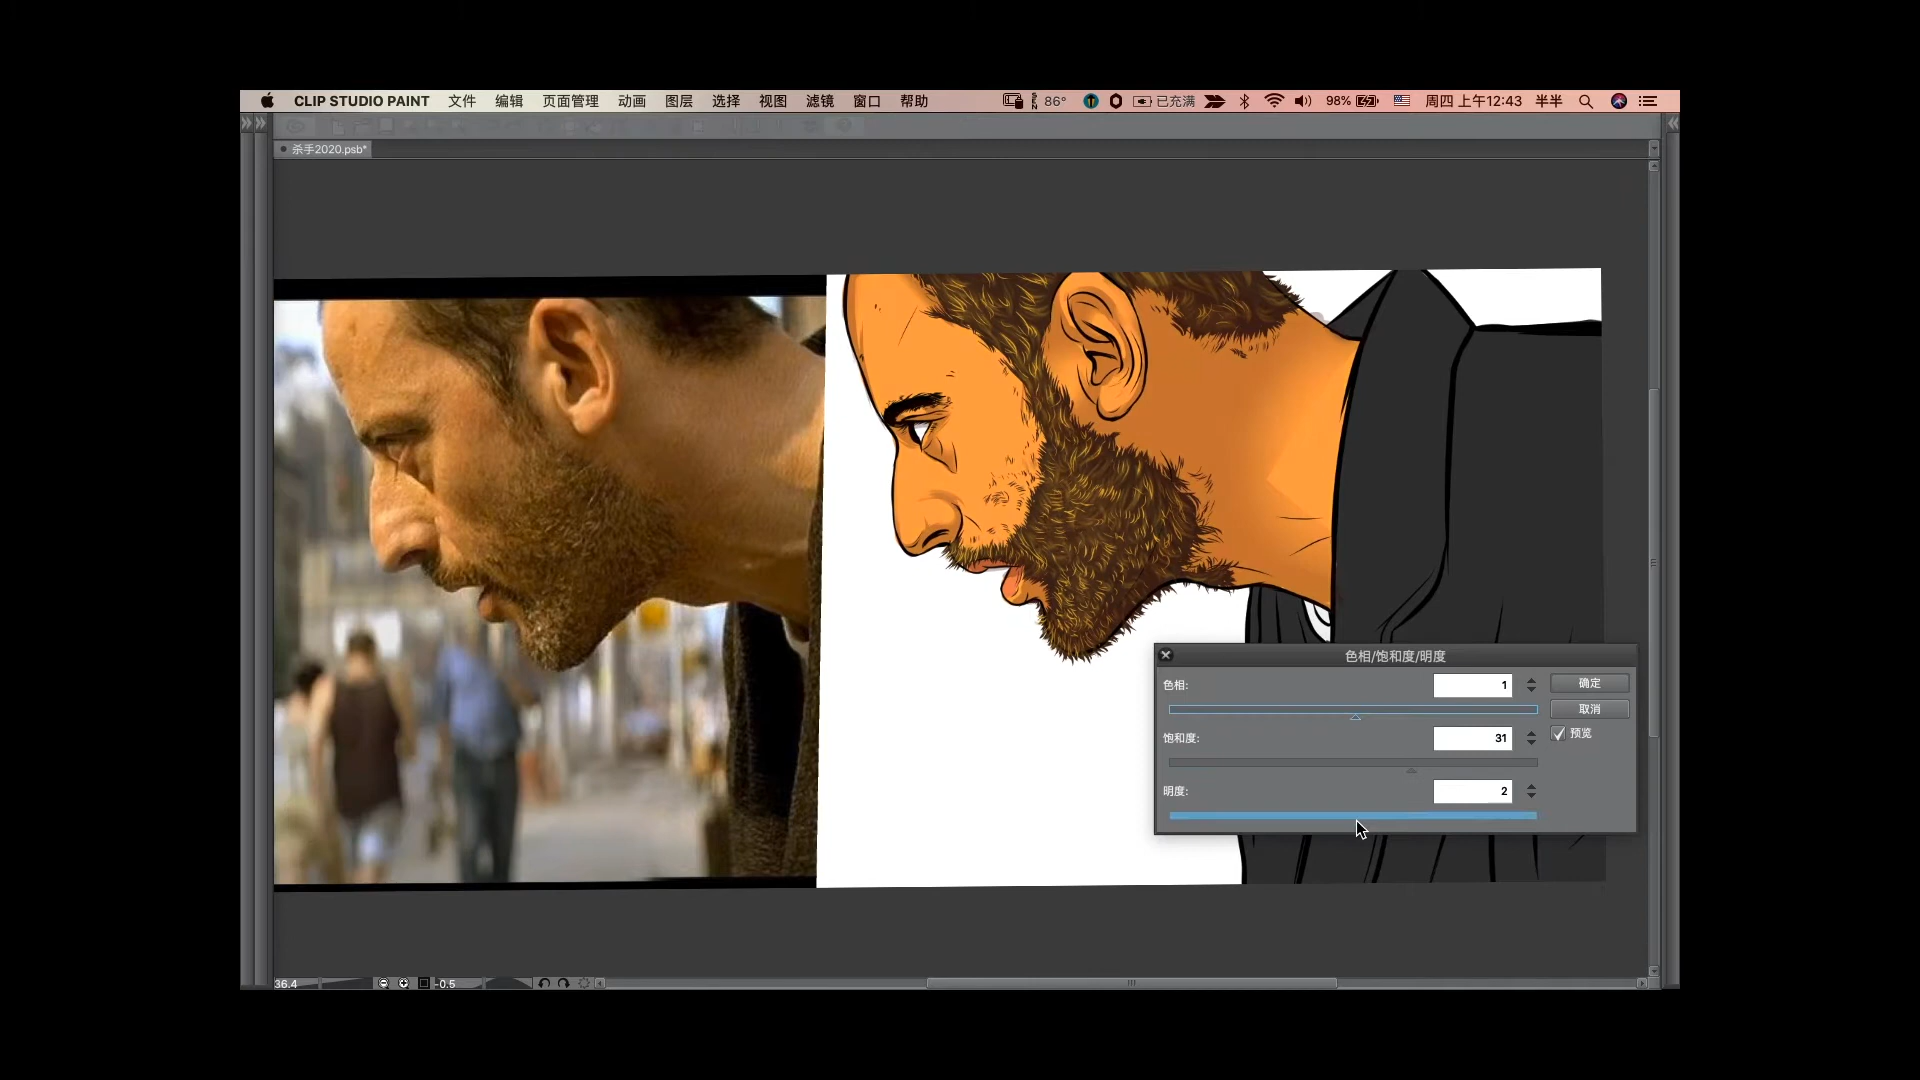 CLIP STUDIO PAINT 文件 编辑 页面管理 动画 图层 选择 视图 滤镜 窗口 帮助 SEN 86° 已充满 98% 周四 上午12:43 半半
杀手2020.psb*
色相/饱和度/明度
色相: 1 确定
取消
饱和度: 31 预览
明度: 2
36.4 -0.5